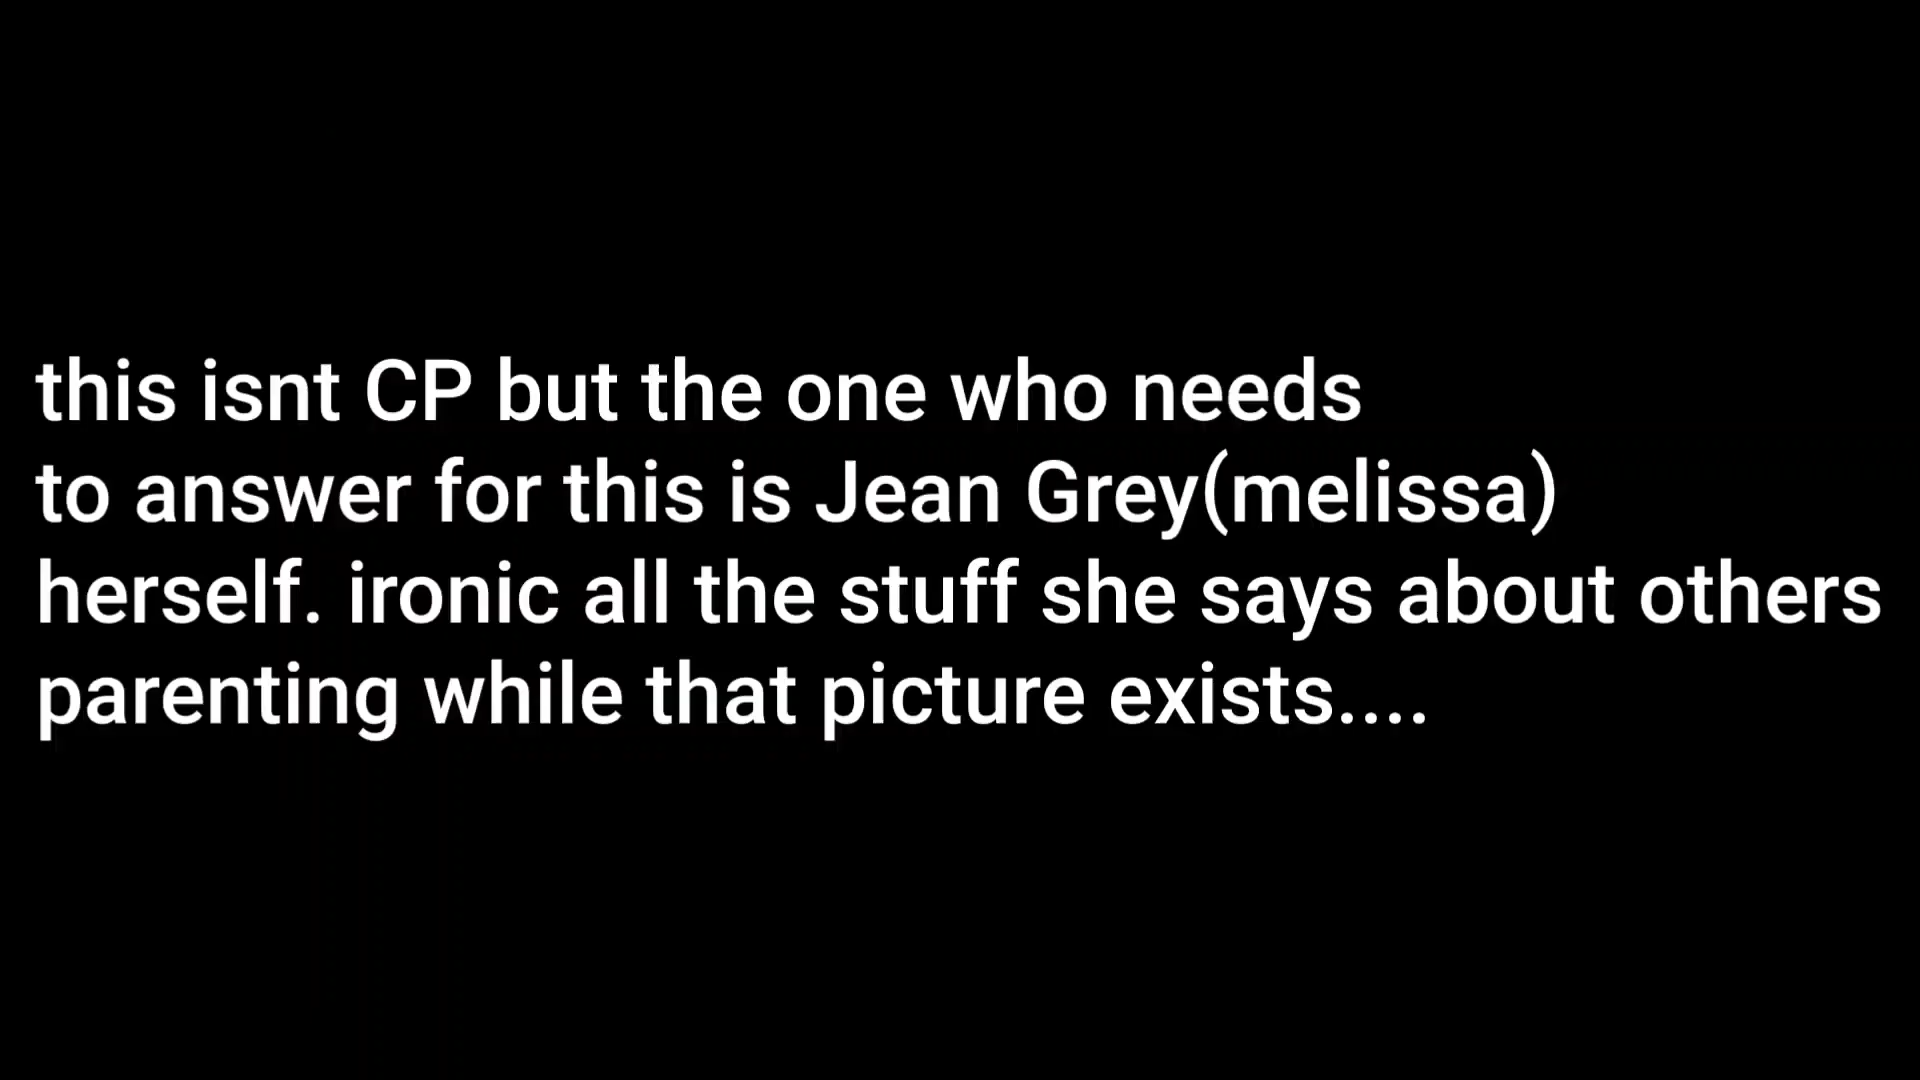 this isnt CP but the one who needs
to answer for this is Jean Grey(melissa)
herself. ironic all the stuff she says about others
parenting while that picture exists....